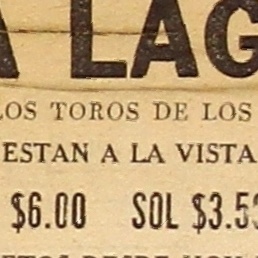 A LAG
LOS TOROS DE LOS
ESTAN A LA VISTA
$6.00 SOL $3.5